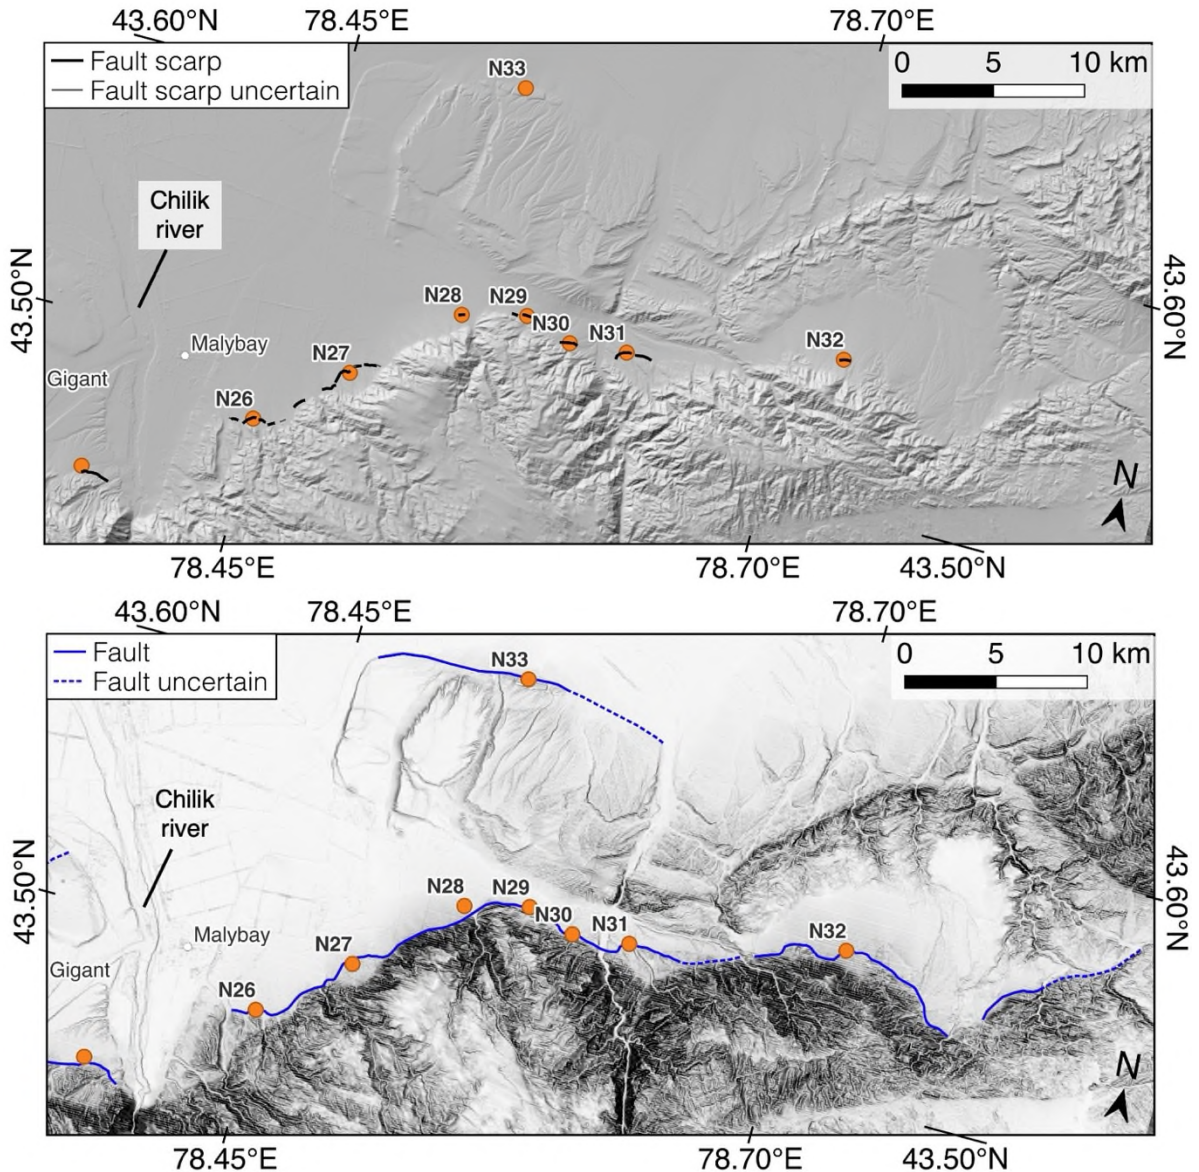 43.60°N 78.45°E 78.70°E
Fault scarp
Fault scarp uncertain
0 5 10 km
N33
Chilik
river
43.50°N
43.60°N
N28 N29
N30 N31
N32
Malybay
N27
Gigant
N26
N
78.45°E 78.70°E 43.50°N
43.60°N 78.45°E 78.70°E
Fault
Fault uncertain
0 5 10 km
N33
Chilik
river
43.50°N
43.60°N
N28 N29
N30 N31
N32
Malybay
N27
Gigant
N26
N
78.45°E 78.70°E 43.50°N